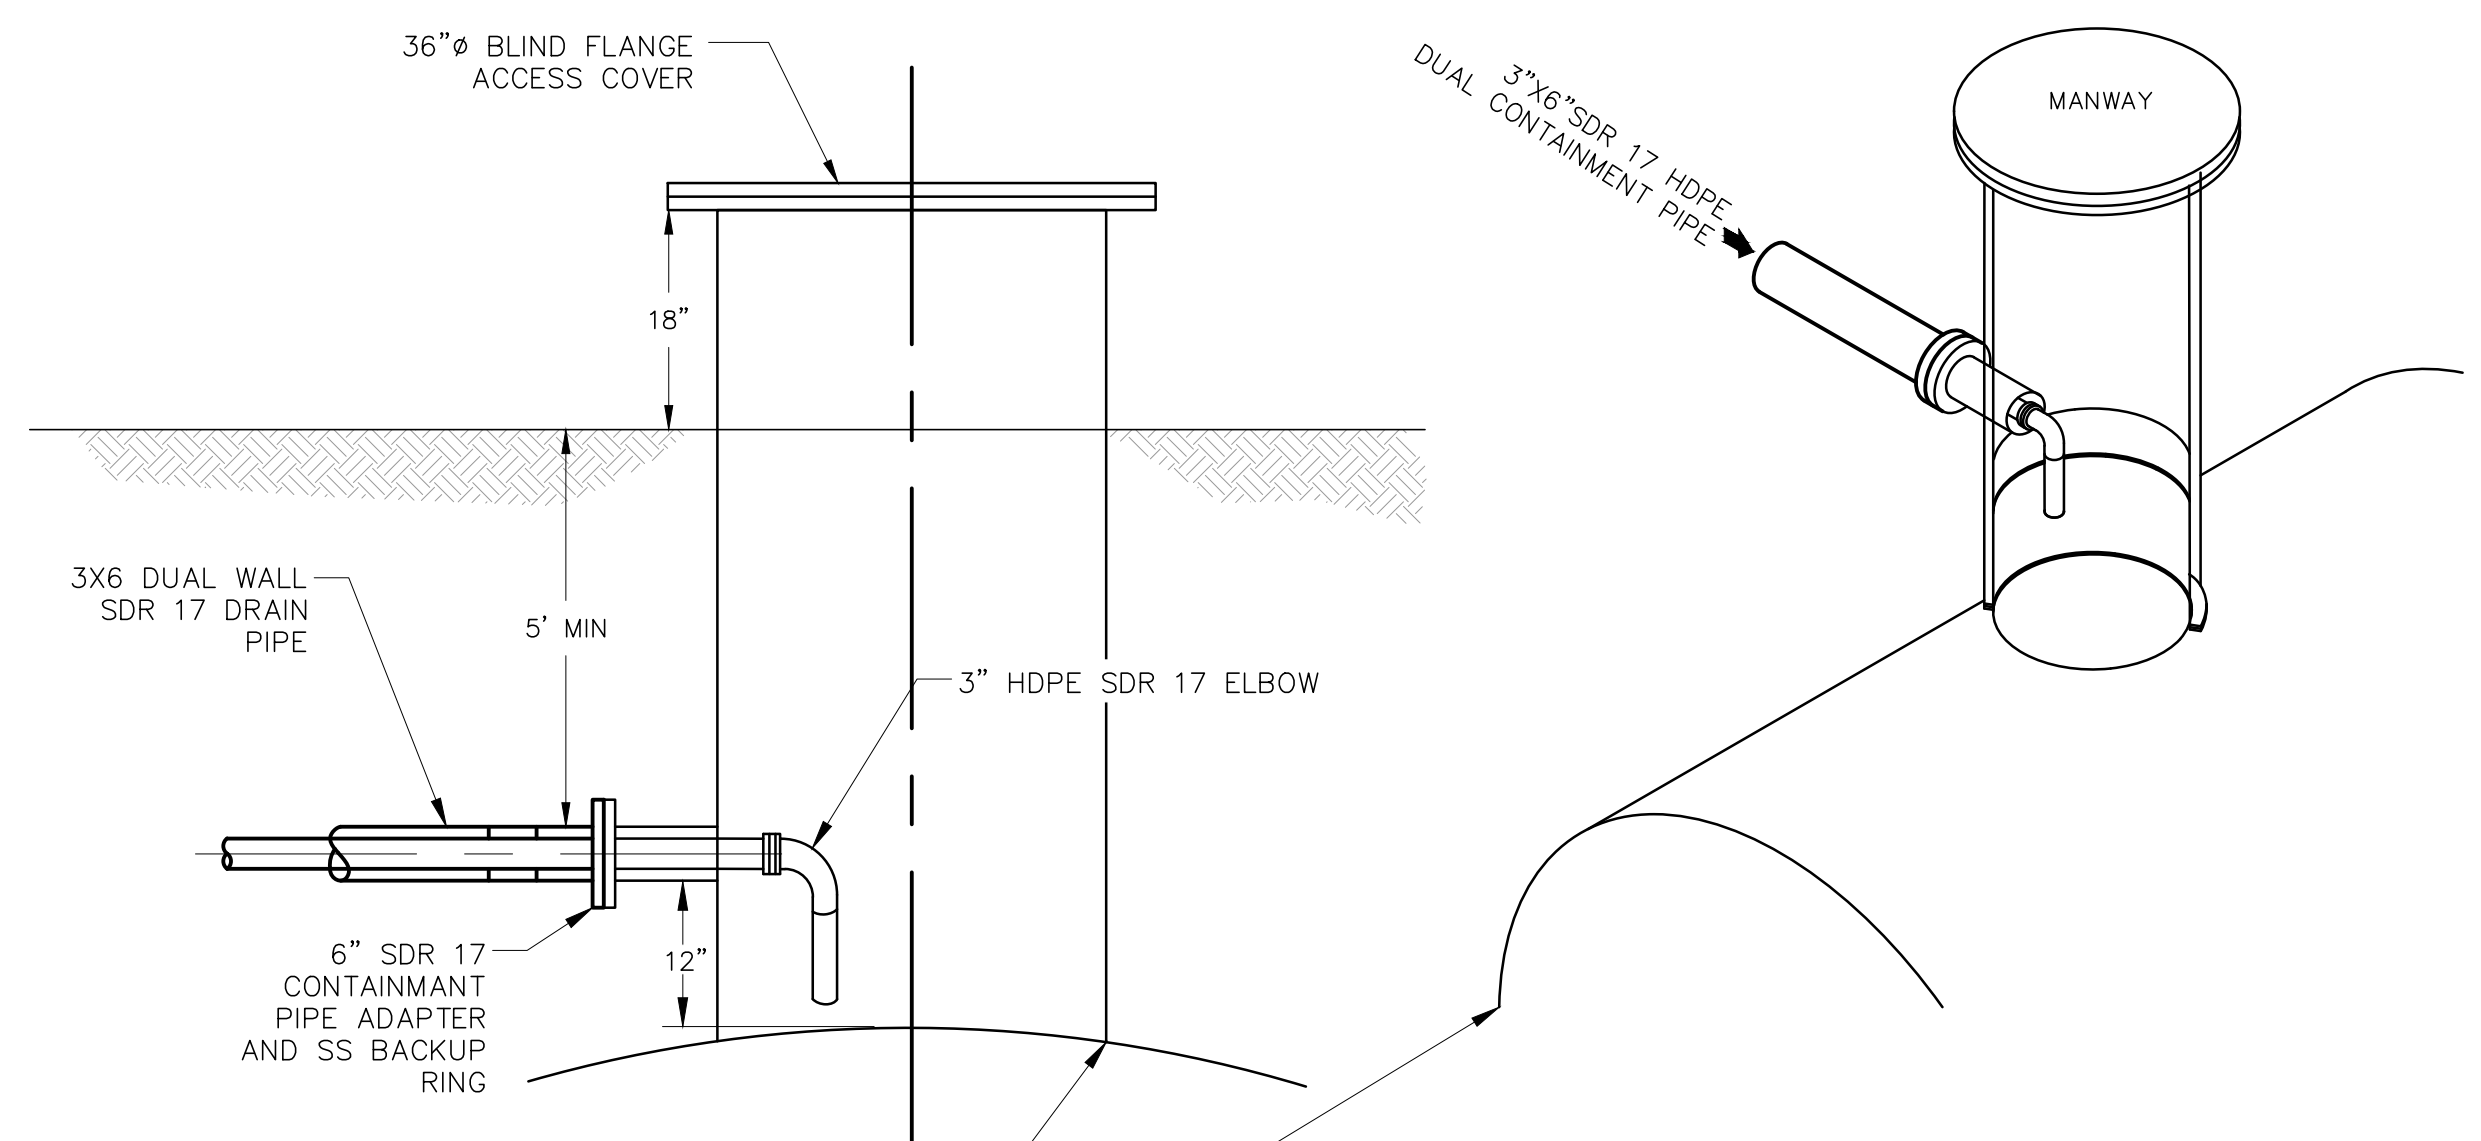 36”ø BLIND FLANGE
ACCESS COVER
18”
3X6 DUAL WALL
SDR 17 DRAIN
PIPE
5’ MIN
3” HDPE SDR 17 ELBOW
6” SDR 17
CONTAINMANT
PIPE ADAPTER
AND SS BACKUP
RING
12”
3”X6”SDR 17 HDPE
DUAL CONTAINMENT PIPE
MANWAY